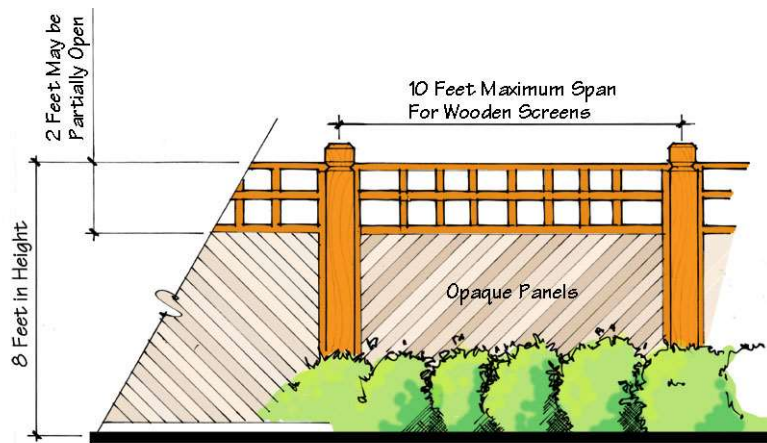 2 Feet May be
Partially Open
10 Feet Maximum Span
For Wooden Screens
8 Feet in Height
Opaque Panels